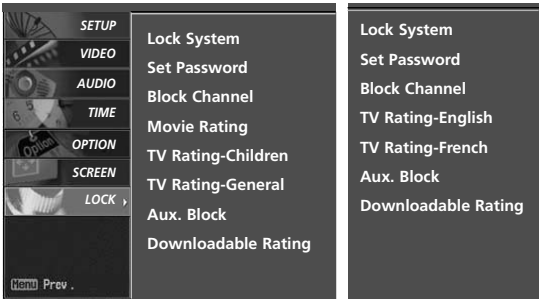 SETUP
VIDEO
AUDIO
TIME
OPTION
SCREEN
LOCK
Menu Prev.
Lock System
Set Password
Block Channel
Movie Rating
TV Rating-Children
TV Rating-General
Aux. Block
Downloadable Rating
Lock System
Set Password
Block Channel
TV Rating-English
TV Rating-French
Aux. Block
Downloadable Rating